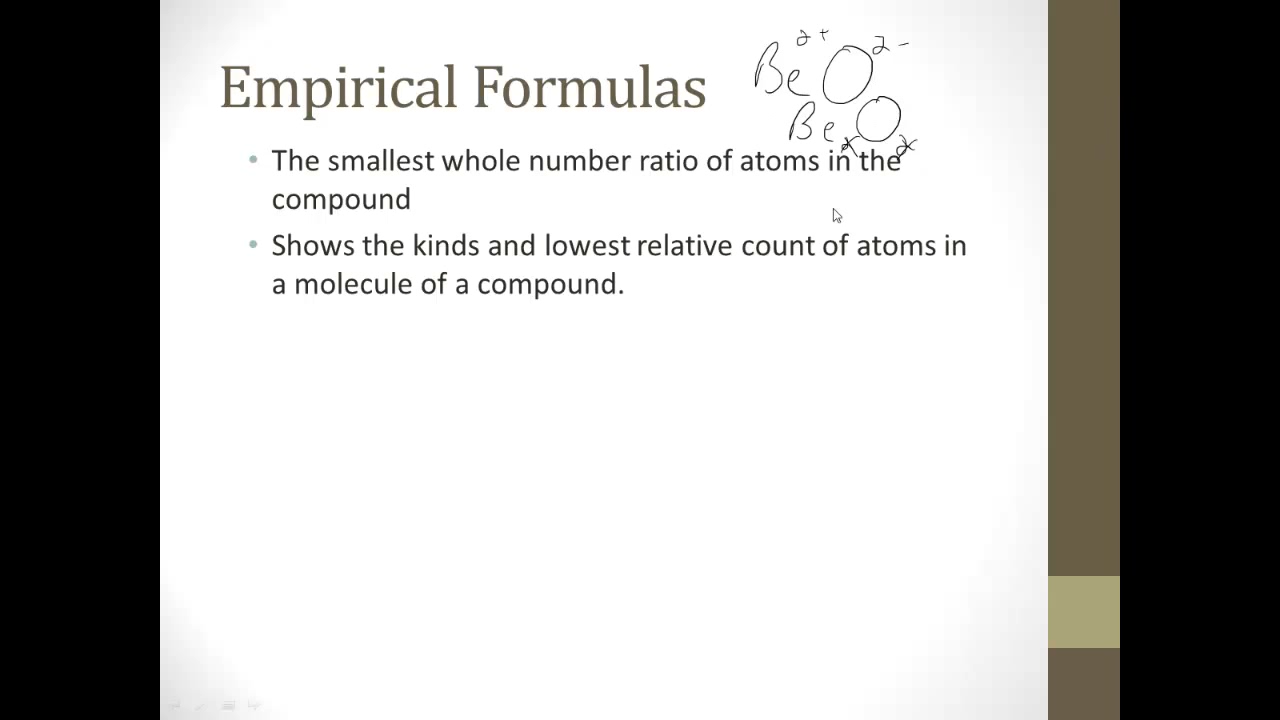 Empirical Formulas
Be²⁺ O²⁻
Be₂O₂
• The smallest whole number ratio of atoms in the
compound
• Shows the kinds and lowest relative count of atoms in
a molecule of a compound.